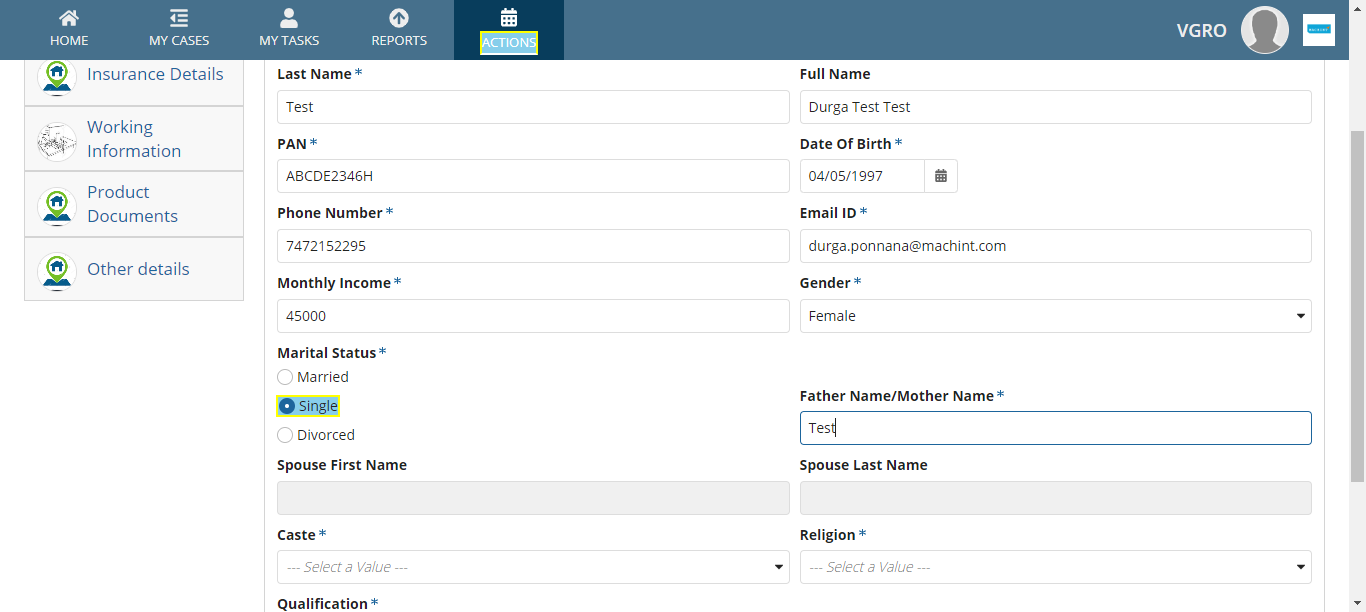 HOME
MY CASES
MY TASKS
REPORTS
ACTIONS
VGRO
MACHINT
Insurance Details
Working
Information
Product
Documents
Other details
Last Name *
Full Name
Test
Durga Test Test
PAN *
Date Of Birth *
ABCDE2346H
04/05/1997
Phone Number *
Email ID *
7472152295
durga.ponnana@machint.com
Monthly Income *
Gender *
45000
Female
Marital Status *
Married
Single
Divorced
Father Name/Mother Name *
Test
Spouse First Name
Spouse Last Name
Caste *
Religion *
--- Select a Value ---
--- Select a Value ---
Qualification *